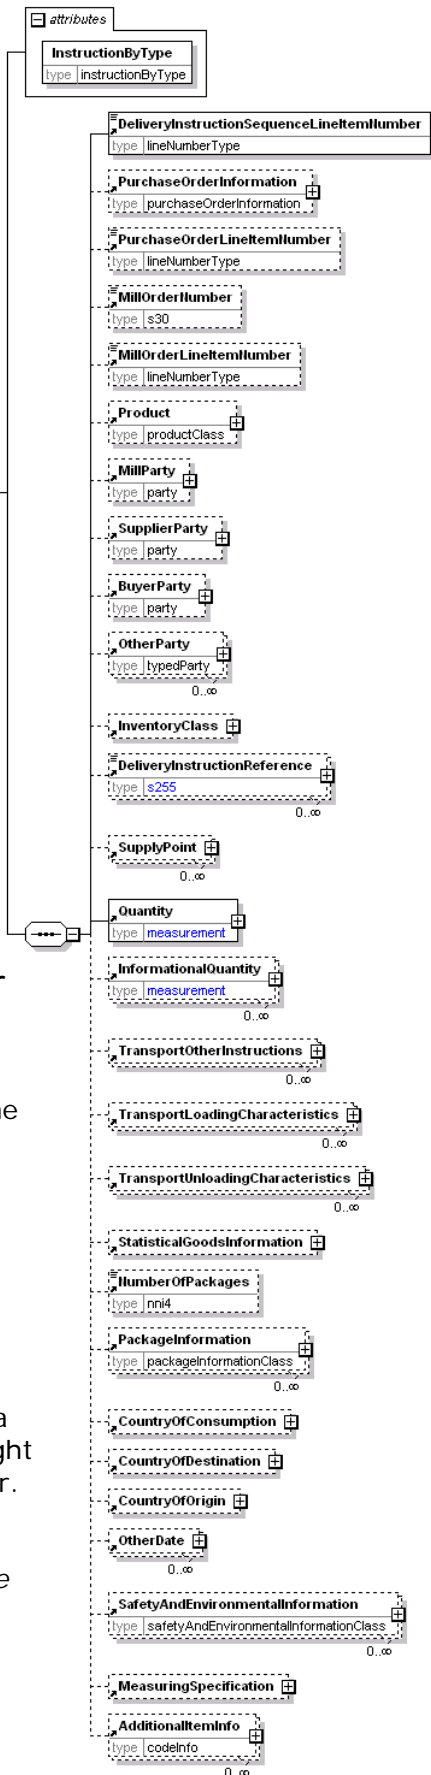 attributes
InstructionByType
type instructionByType
DeliveryInstructionSequenceLineItemNumber
type lineNumberType
PurchaseOrderInformation
type purchaseOrderInformation
PurchaseOrderLineItemNumber
type lineNumberType
MillOrderNumber
type s30
MillOrderLineItemNumber
type lineNumberType
Product
type productClass
MillParty
type party
SupplierParty
type party
BuyerParty
type party
OtherParty
type typedParty
0..∞
InventoryClass
DeliveryInstructionReference
type s255
0..∞
SupplyPoint
0..∞
Quantity
type measurement
InformationalQuantity
type measurement
0..∞
TransportOtherInstructions
0..∞
TransportLoadingCharacteristics
0..∞
TransportUnloadingCharacteristics
0..∞
StatisticalGoodsInformation
NumberOfPackages
type nni4
PackageInformation
type packageInformationClass
0..∞
CountryOfConsumption
CountryOfDestination
CountryOfOrigin
OtherDate
0..∞
SafetyAndEnvironmentalInformation
type safetyAndEnvironmentalInformationClass
0..∞
MeasuringSpecification
AdditionalItemInfo
type codeInfo
0..∞